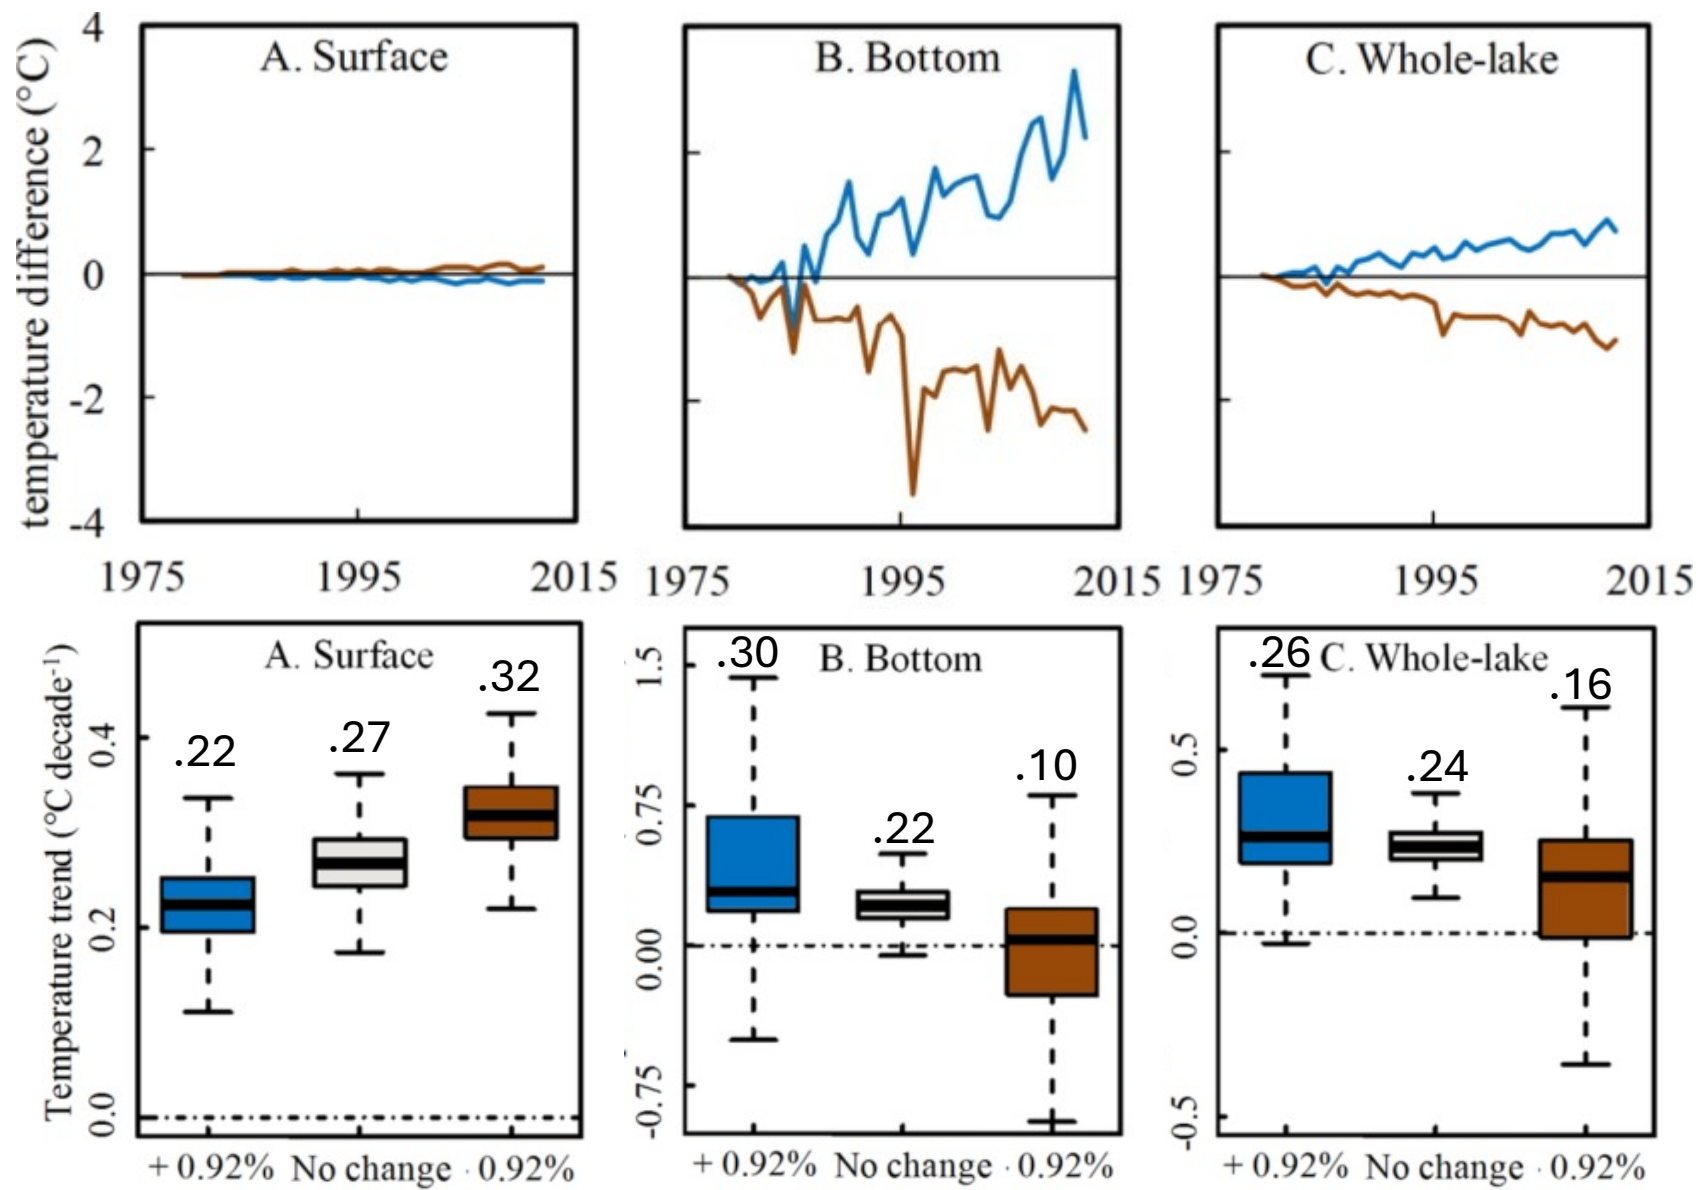 temperature difference (°C)
4
2
0
-2
-4
A. Surface
B. Bottom
C. Whole-lake
1975 1995 2015 1975 1995 2015 1975 1995 2015
Temperature trend (°C decade-1)
0.4
0.2
0.0
A. Surface
.22
.27
.32
1.5
0.75
0.00
-0.75
.30
B. Bottom
.22
.10
0.5
0.0
-0.5
.26
C. Whole-lake
.24
.16
+ 0.92% No change · 0.92% + 0.92% No change · 0.92% + 0.92% No change · 0.92%